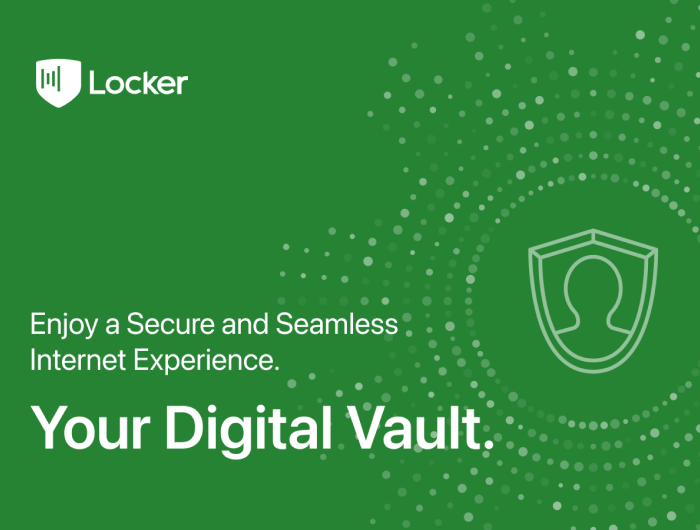 Locker
Enjoy a Secure and Seamless
Internet Experience.
Your Digital Vault.